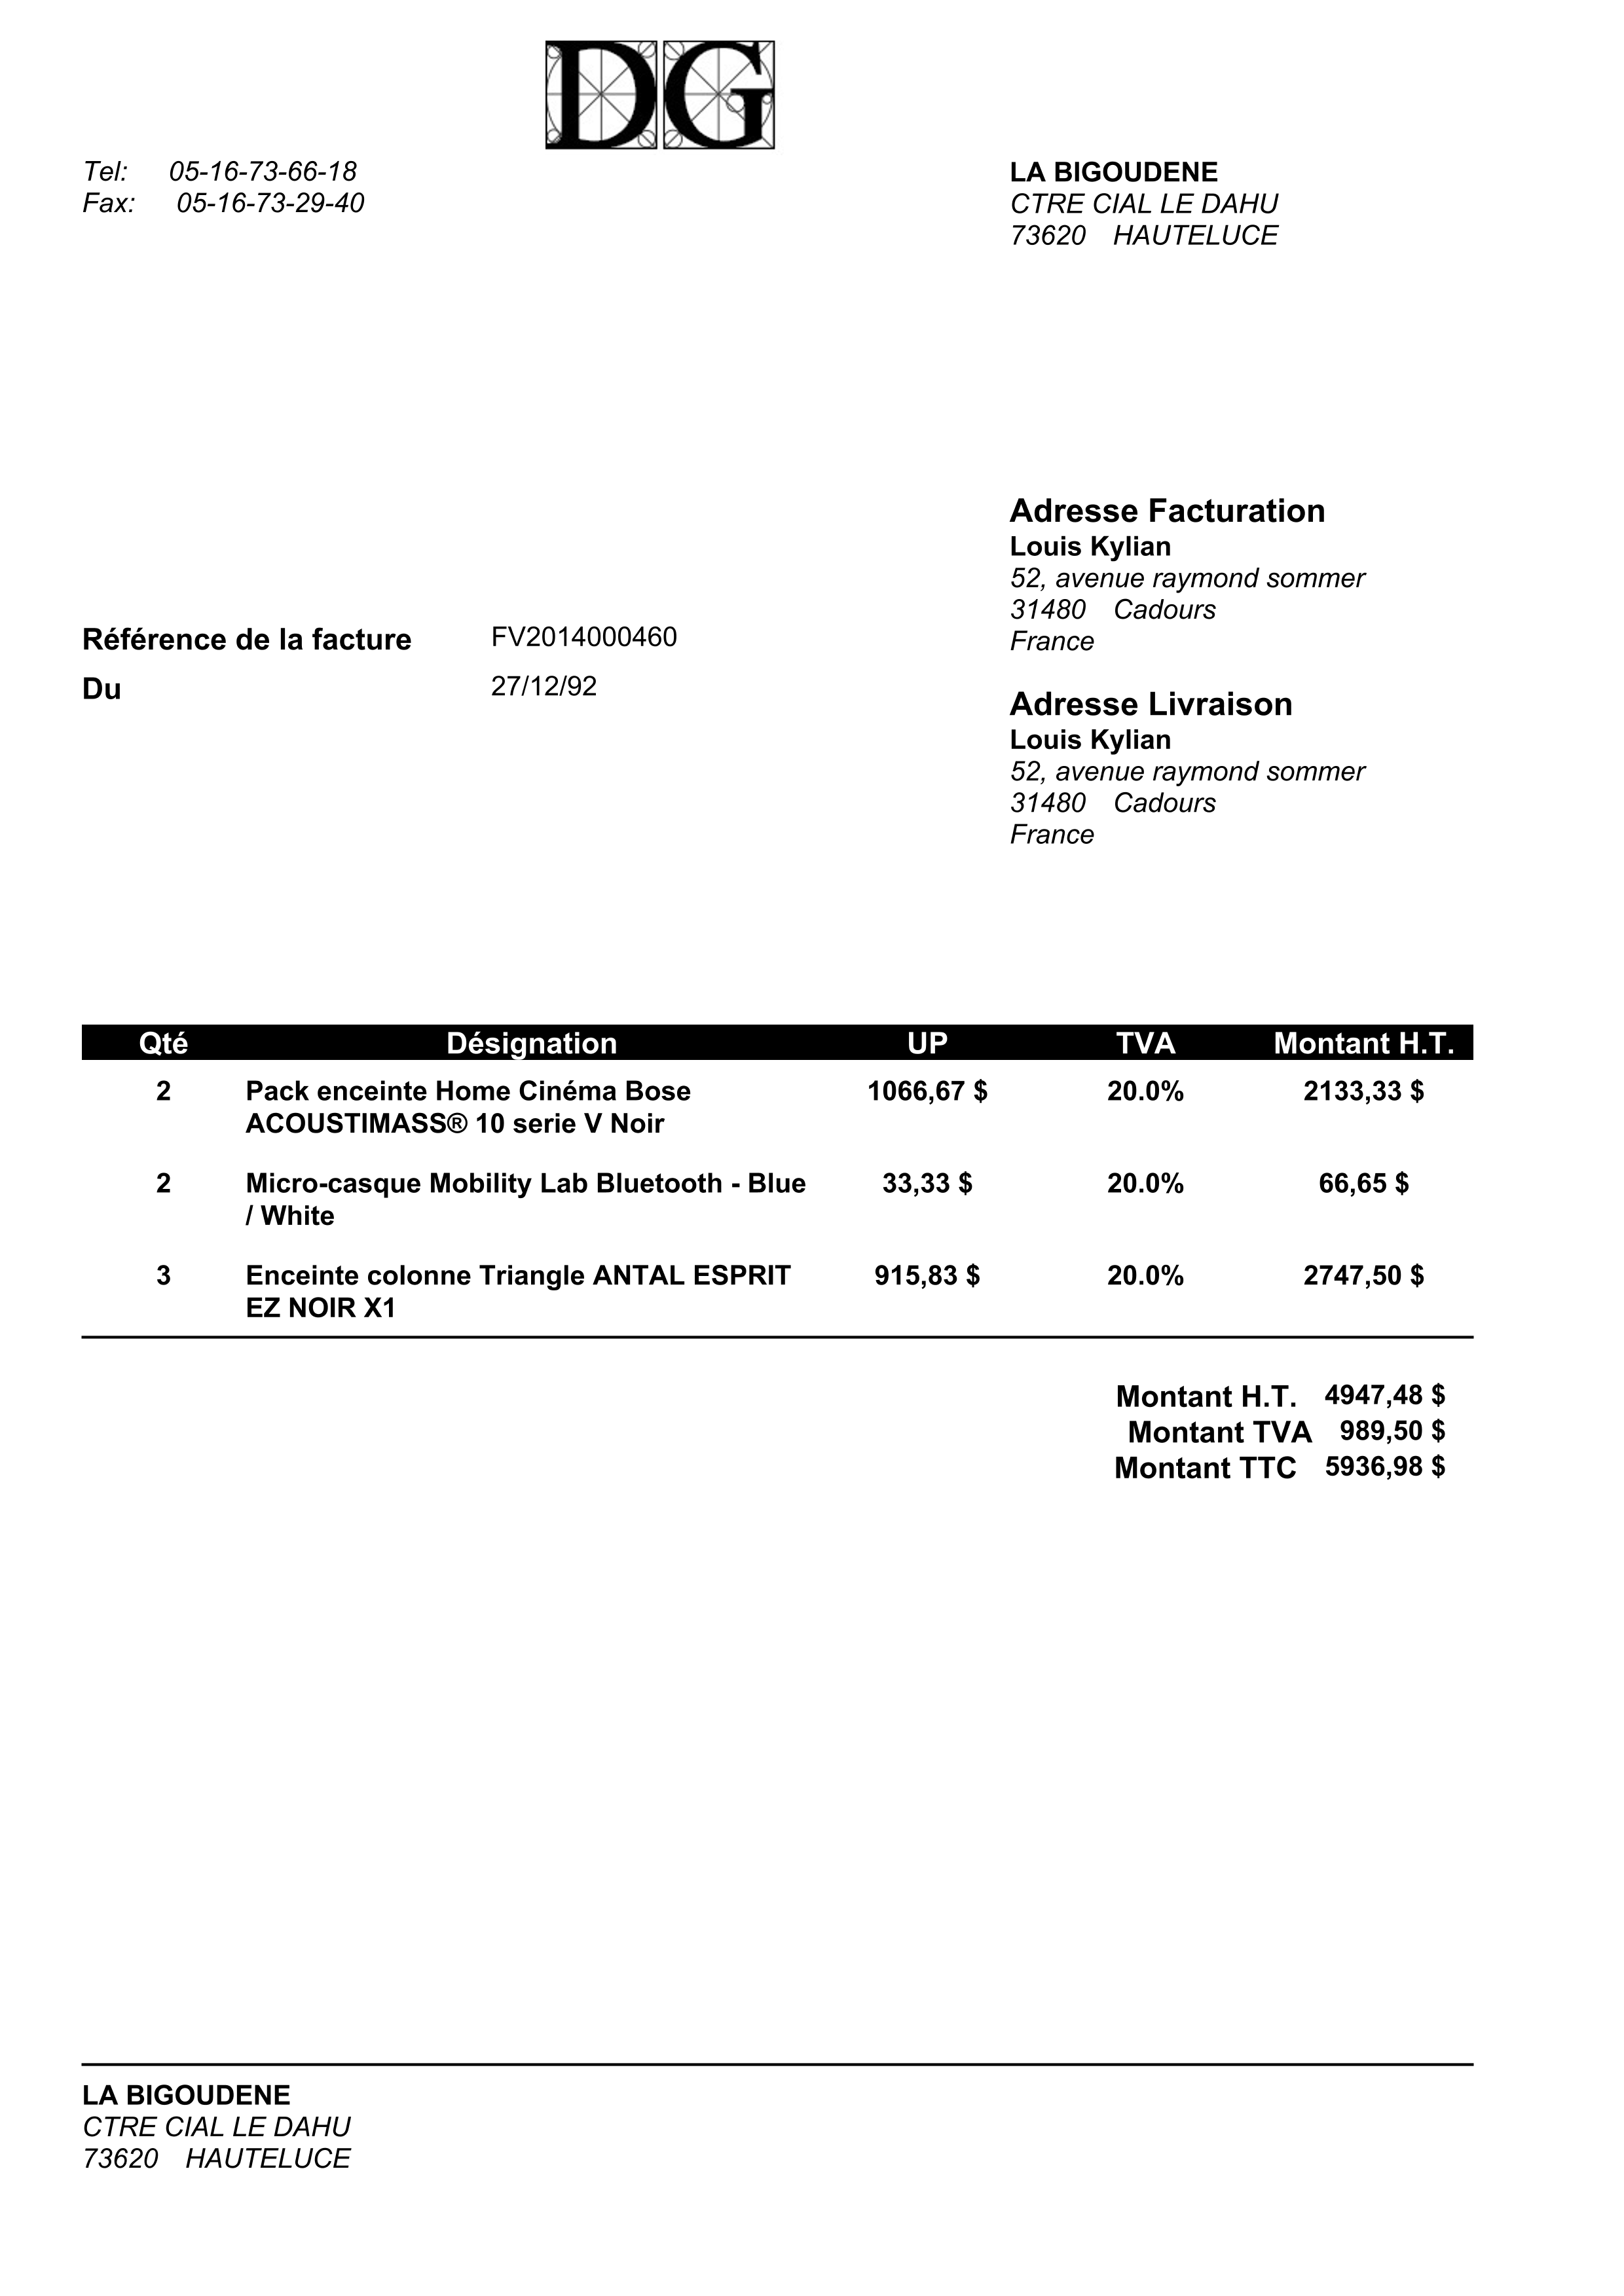 DG
Tel: 05-16-73-66-18
Fax: 05-16-73-29-40
LA BIGOUDENE
CTRE CIAL LE DAHU
73620 HAUTELUCE
Adresse Facturation
Louis Kylian
52, avenue raymond sommer
31480 Cadours
France
Référence de la facture FV2014000460
Du 27/12/92
Adresse Livraison
Louis Kylian
52, avenue raymond sommer
31480 Cadours
France
Qté Désignation UP TVA Montant H.T.
2 Pack enceinte Home Cinéma Bose 1066,67 $ 20.0% 2133,33 $
ACOUSTIMASS® 10 serie V Noir
2 Micro-casque Mobility Lab Bluetooth - Blue 33,33 $ 20.0% 66,65 $
/ White
3 Enceinte colonne Triangle ANTAL ESPRIT 915,83 $ 20.0% 2747,50 $
EZ NOIR X1
Montant H.T. 4947,48 $
Montant TVA 989,50 $
Montant TTC 5936,98 $
LA BIGOUDENE
CTRE CIAL LE DAHU
73620 HAUTELUCE